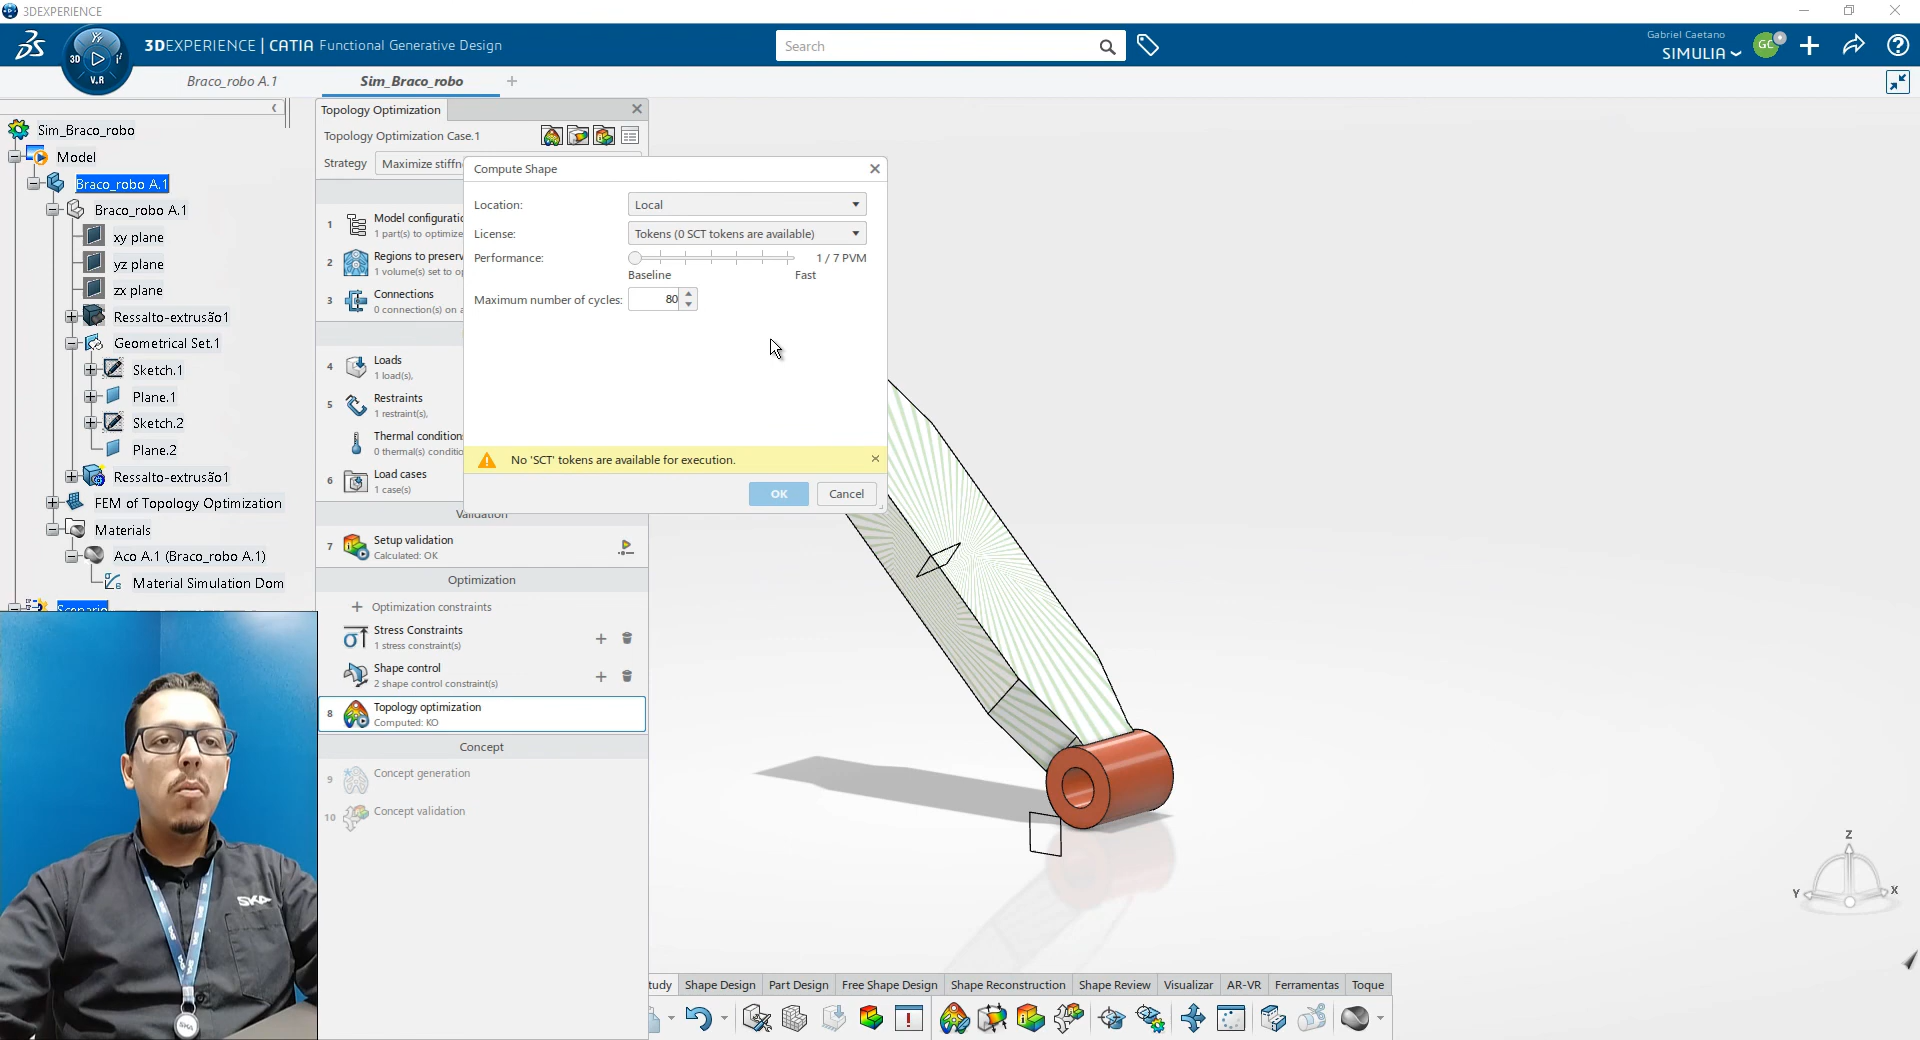 3DEXPERIENCE
3DEXPERIENCE | CATIA Functional Generative Design
Search
Gabriel Caetano
SIMULIA
GC
3D
V.R
Braco_robo A.1
Sim_Braco_robo
Sim_Braco_robo
Model
Braco_robo A.1
Braco_robo A.1
xy plane
yz plane
zx plane
Ressalto-extrusão1
Geometrical Set.1
Sketch.1
Plane.1
Sketch.2
Plane.2
Ressalto-extrusão1
FEM of Topology Optimization
Materials
Aco A.1 (Braco_robo A.1)
Material Simulation Dom
Scenario
Topology Optimization
Topology Optimization Case.1
Strategy
Maximize stiffn
1
Model configuratio
1 part(s) to optimize
2
Regions to preserv
1 volume(s) set to op
3
Connections
0 connection(s) on a
4
Loads
1 load(s),
5
Restraints
1 restraint(s),
Thermal condition
0 thermal(s) conditio
6
Load cases
1 case(s)
Validation
7
Setup validation
Calculated: OK
Optimization
Optimization constraints
Stress Constraints
1 stress constraint(s)
Shape control
2 shape control constraint(s)
8
Topology optimization
Computed: KO
Concept
9
Concept generation
10
Concept validation
Compute Shape
Location:
Local
License:
Tokens (0 SCT tokens are available)
Performance:
1 / 7 PVM
Baseline
Fast
Maximum number of cycles:
80
No 'SCT' tokens are available for execution.
OK
Cancel
SKA
SKA
Z
Y
X
tudy
Shape Design
Part Design
Free Shape Design
Shape Reconstruction
Shape Review
Visualizar
AR-VR
Ferramentas
Toque